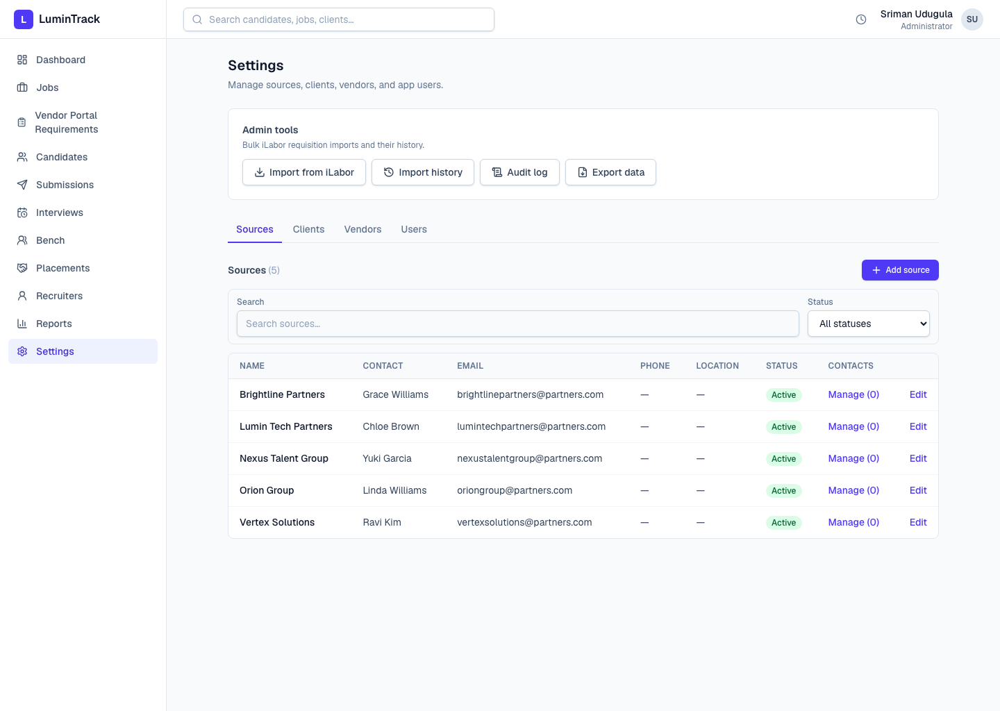 L LuminTrack
Search candidates, jobs, clients...
Sriman Udugula
Administrator
SU
Dashboard
Jobs
Vendor Portal
Requirements
Candidates
Submissions
Interviews
Bench
Placements
Recruiters
Reports
Settings
Settings
Manage sources, clients, vendors, and app users.
Admin tools
Bulk iLabor requisition imports and their history.
Import from iLabor Import history Audit log Export data
Sources Clients Vendors Users
Sources (5)
Add source
Search
Search sources...
Status
All statuses
NAME CONTACT EMAIL PHONE LOCATION STATUS CONTACTS
Brightline Partners Grace Williams brightlinepartners@partners.com — — Active Manage (0) Edit
Lumin Tech Partners Chloe Brown lumintechpartners@partners.com — — Active Manage (0) Edit
Nexus Talent Group Yuki Garcia nexustalentgroup@partners.com — — Active Manage (0) Edit
Orion Group Linda Williams oriongroup@partners.com — — Active Manage (0) Edit
Vertex Solutions Ravi Kim vertexsolutions@partners.com — — Active Manage (0) Edit